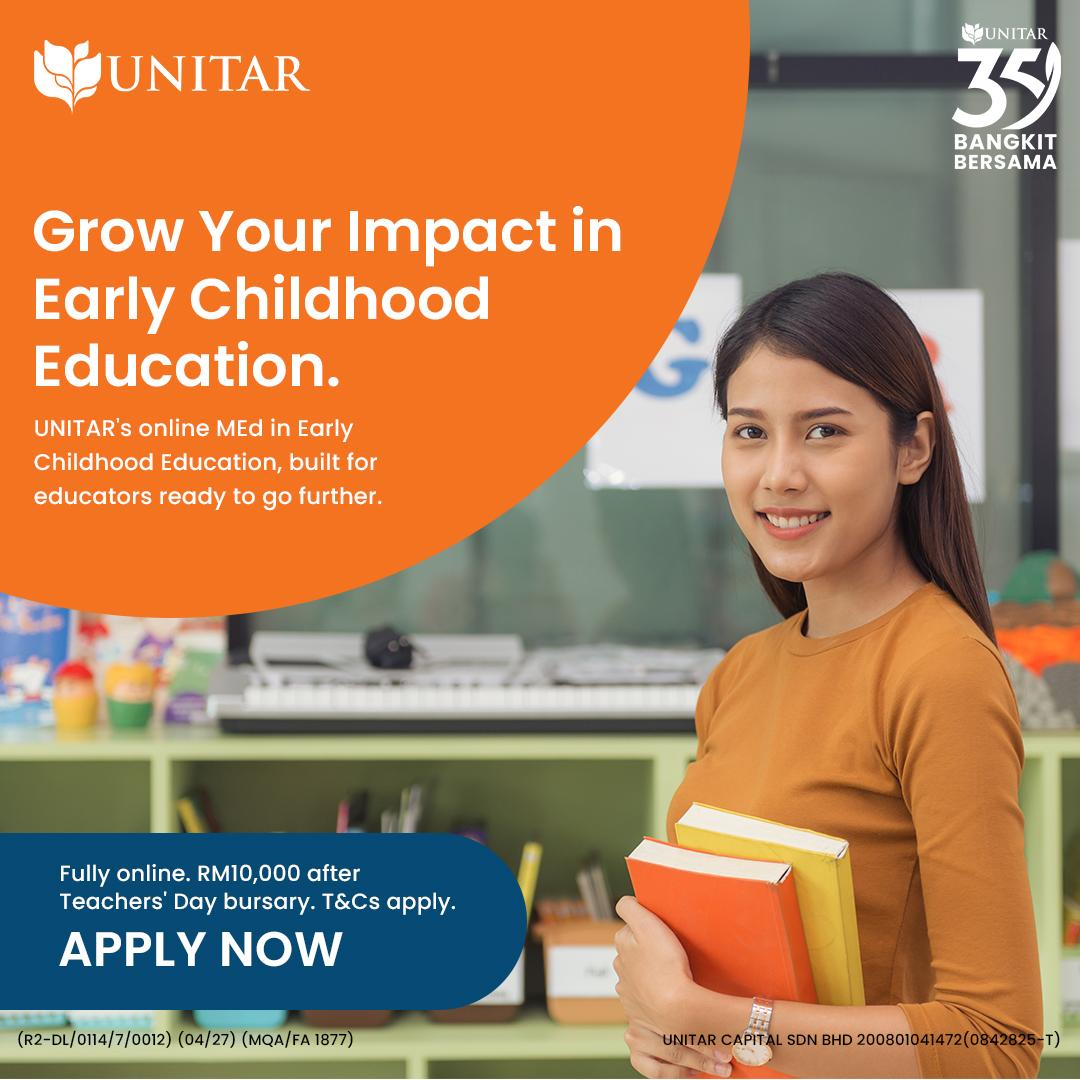 UNITAR
UNITAR
35
BANGKIT
BERSAMA
Grow Your Impact in
Early Childhood
Education.
UNITAR's online MEd in Early
Childhood Education, built for
educators ready to go further.
G
Fully online. RM10,000 after
Teachers' Day bursary. T&Cs apply.
APPLY NOW
(R2-DL/0114/7/0012) (04/27) (MQA/FA 1877)
UNITAR CAPITAL SDN BHD 200801041472(0842825-T)